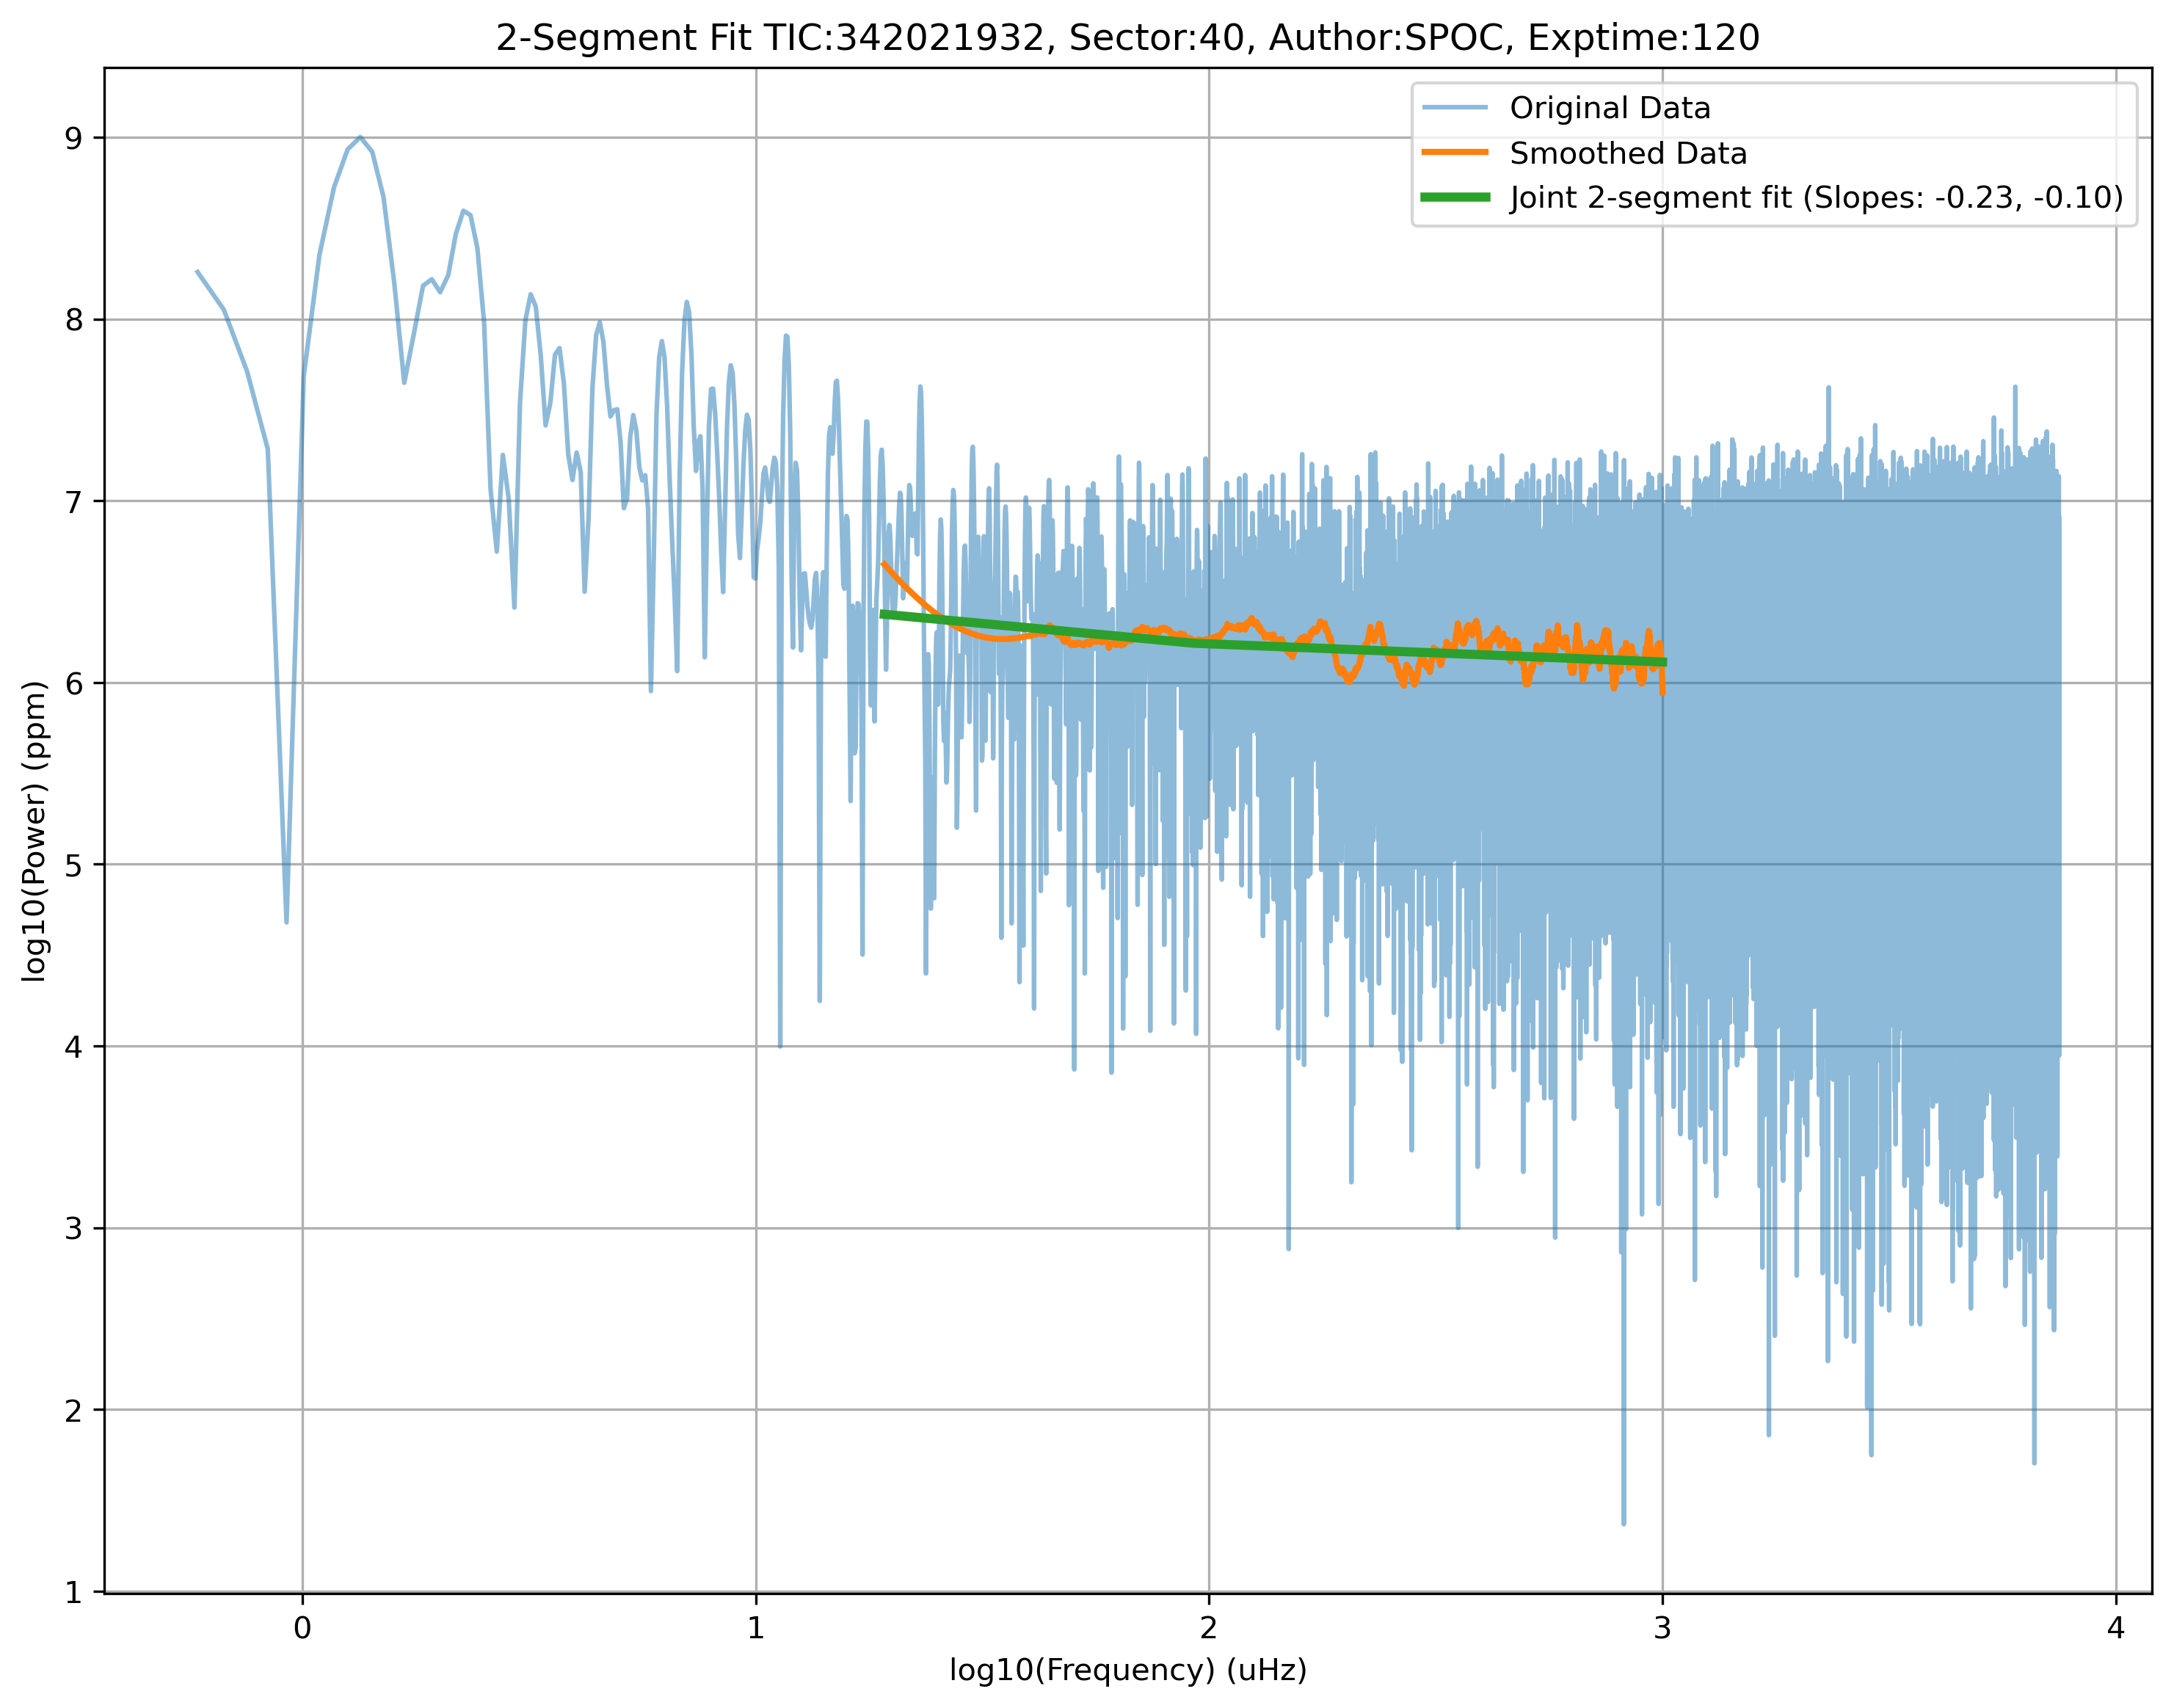 2-Segment Fit TIC:342021932, Sector:40, Author:SPOC, Exptime:120
Original Data
Smoothed Data
Joint 2-segment fit (Slopes: -0.23, -0.10)
9
8
7
6
5
4
3
2
1
log10(Power) (ppm)
0 1 2 3 4
log10(Frequency) (uHz)